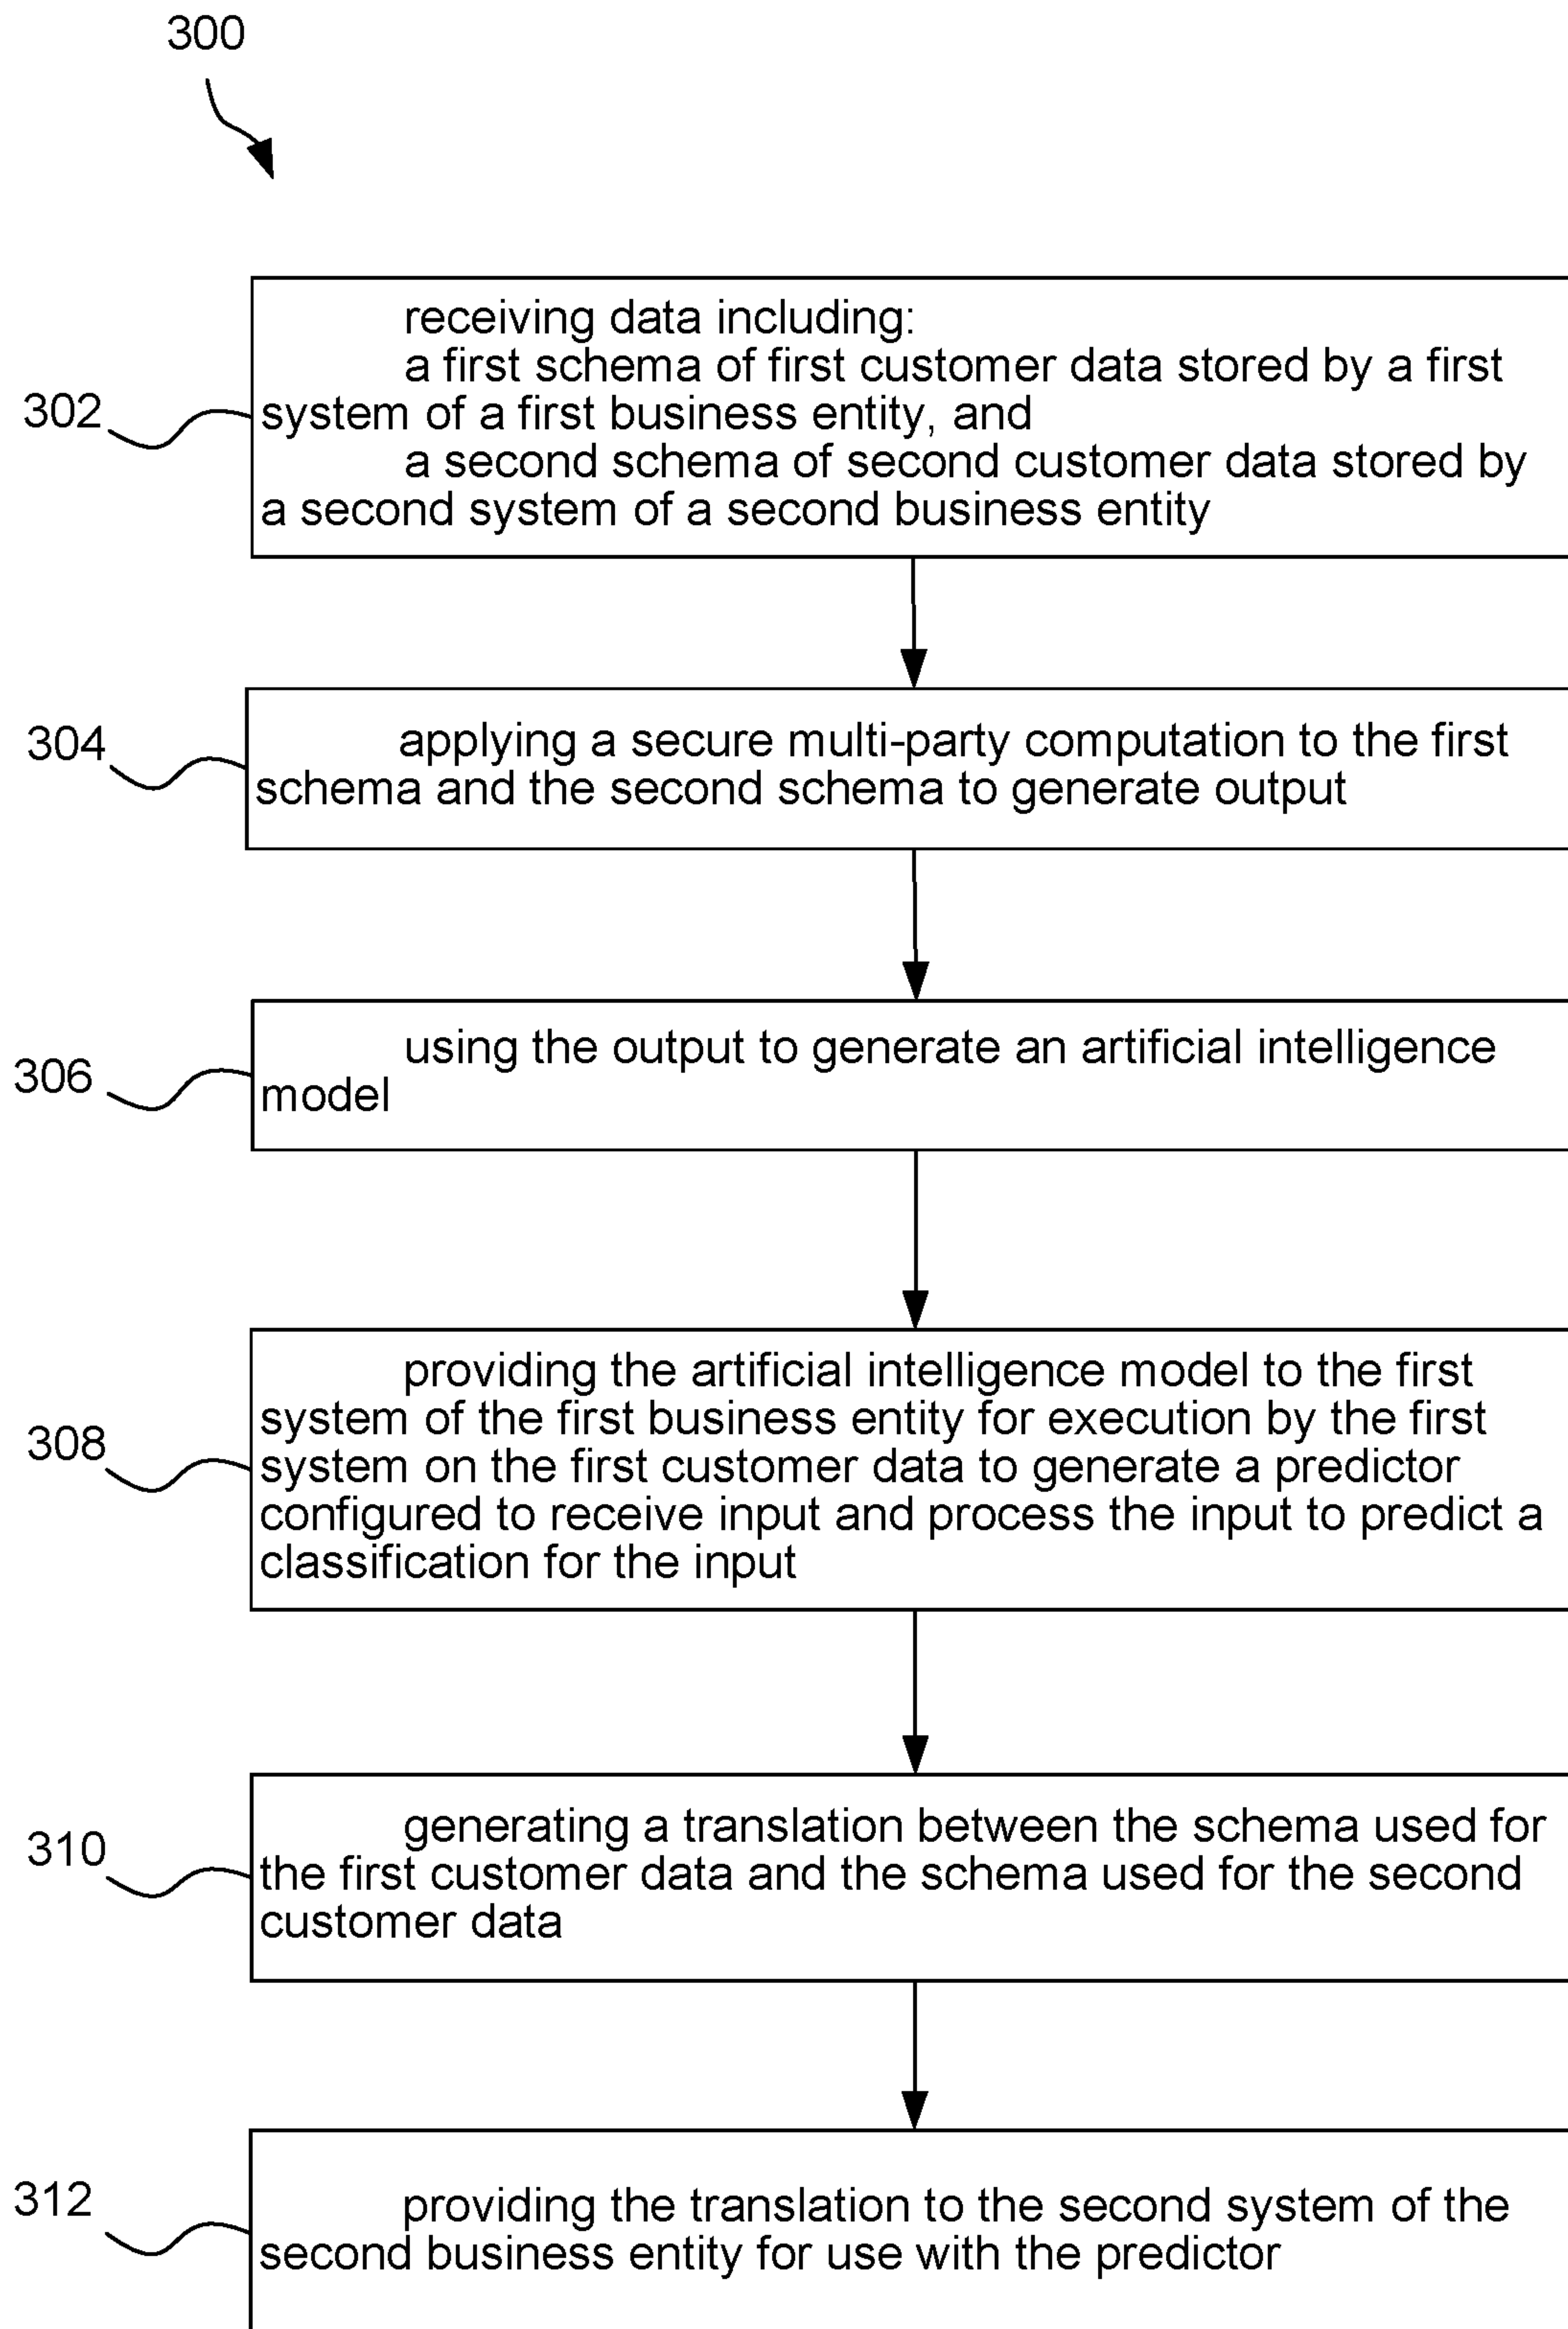 300
302
receiving data including:
a first schema of first customer data stored by a first
system of a first business entity, and
a second schema of second customer data stored by
a second system of a second business entity
304
applying a secure multi-party computation to the first
schema and the second schema to generate output
306
using the output to generate an artificial intelligence
model
308
providing the artificial intelligence model to the first
system of the first business entity for execution by the first
system on the first customer data to generate a predictor
configured to receive input and process the input to predict a
classification for the input
310
generating a translation between the schema used for
the first customer data and the schema used for the second
customer data
312
providing the translation to the second system of the
second business entity for use with the predictor